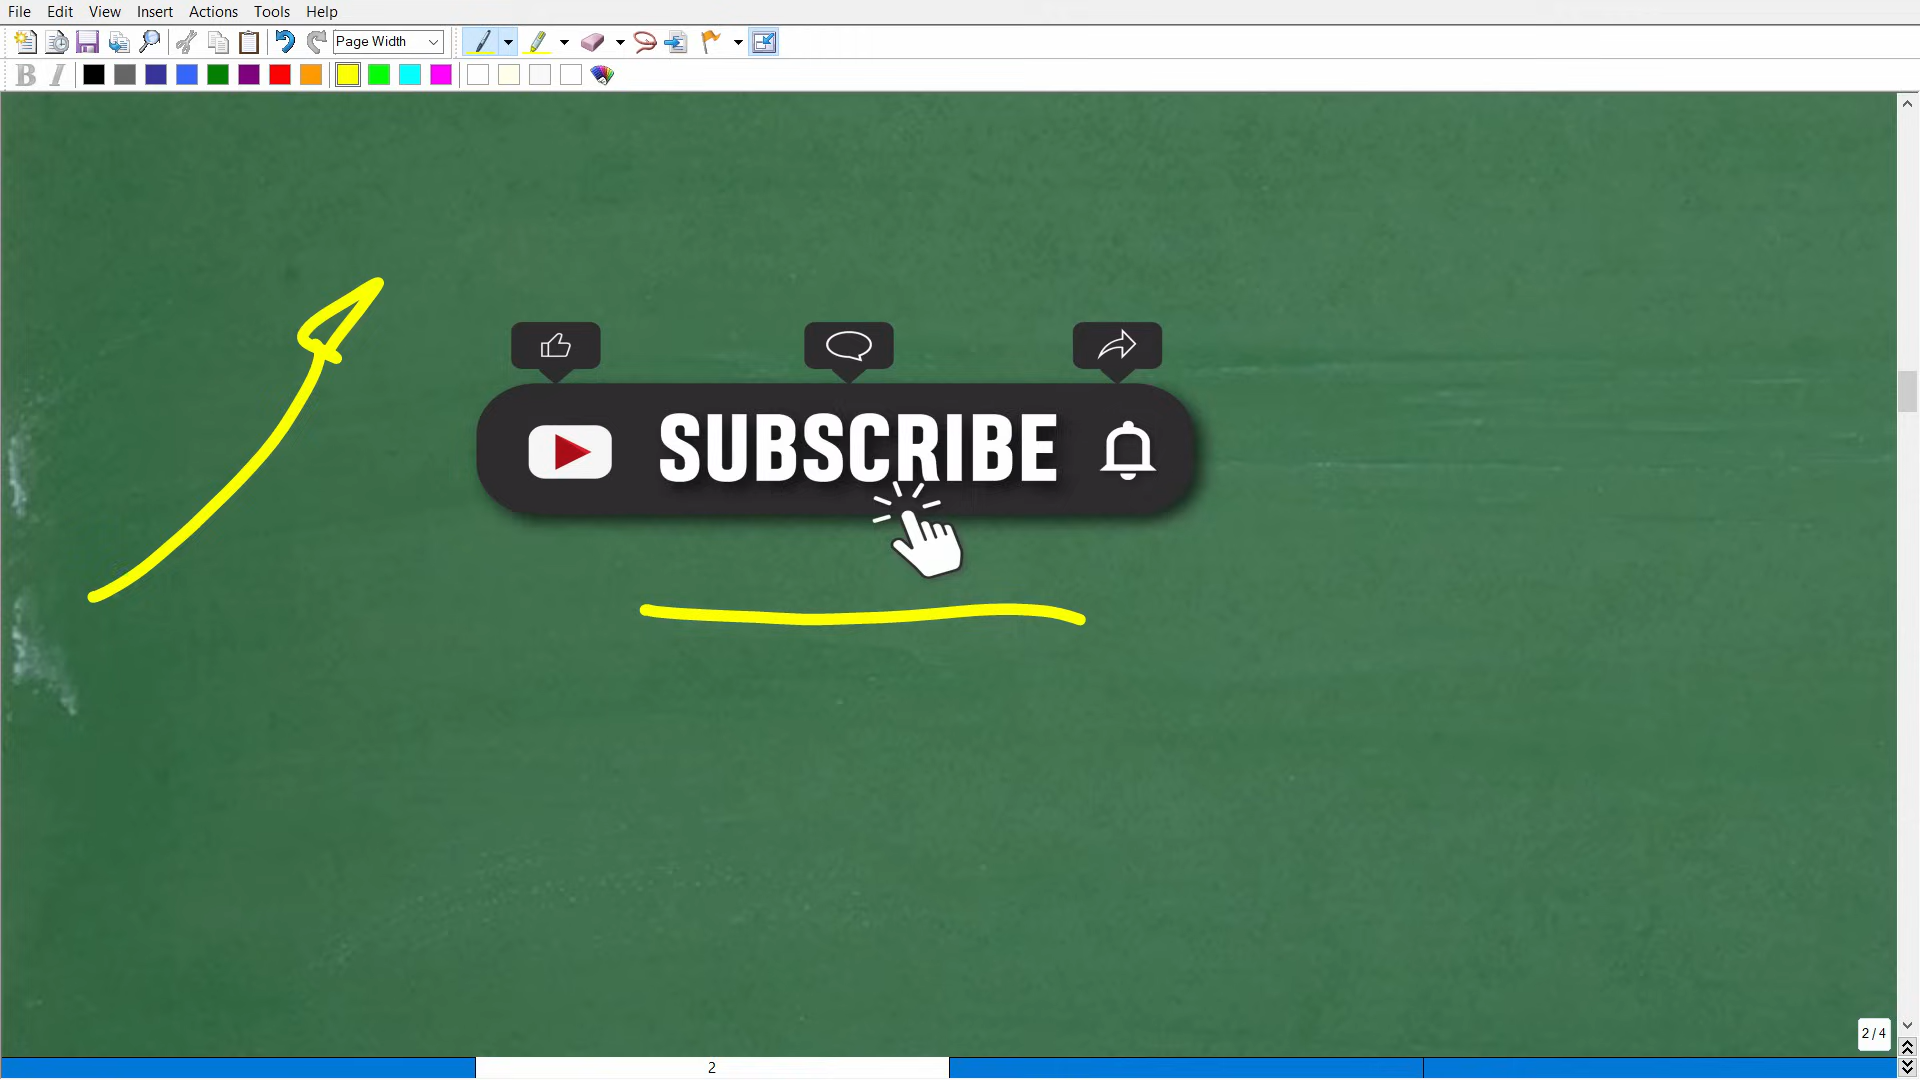 File Edit View Insert Actions Tools Help
Page Width
B I
SUBSCRIBE
2 / 4
2